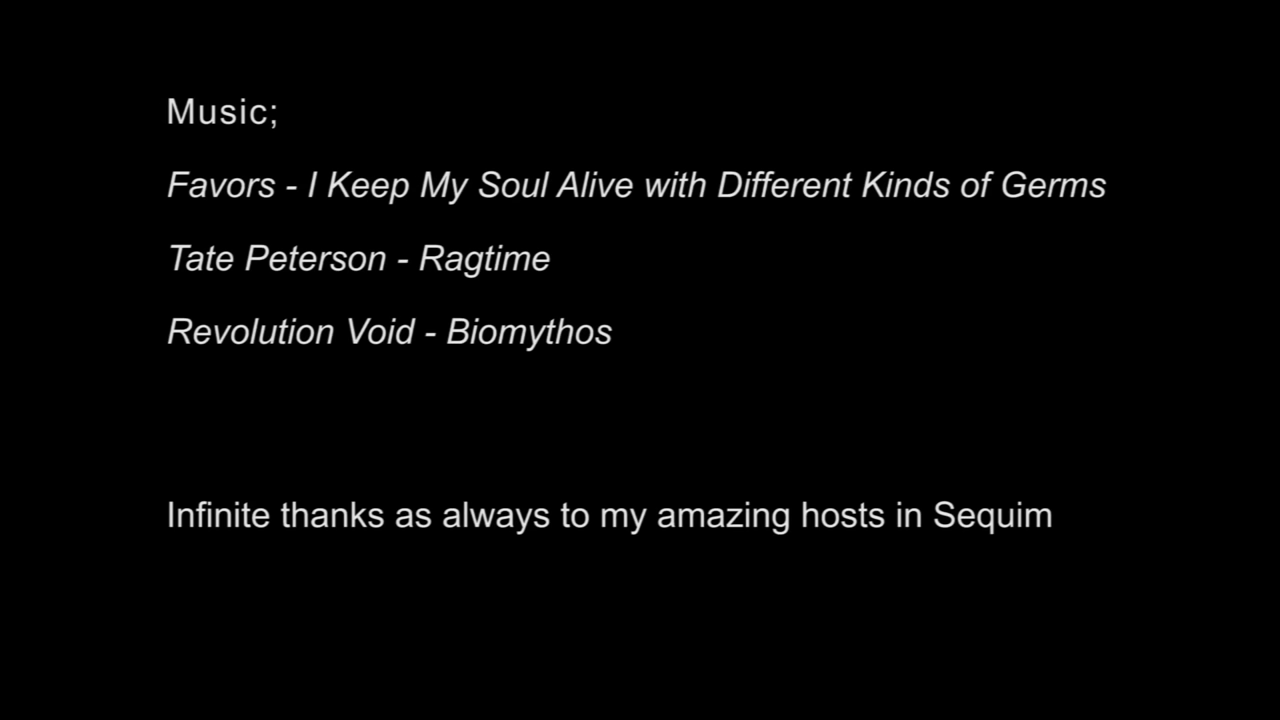 Music;
Favors - I Keep My Soul Alive with Different Kinds of Germs
Tate Peterson - Ragtime
Revolution Void - Biomythos
Infinite thanks as always to my amazing hosts in Sequim